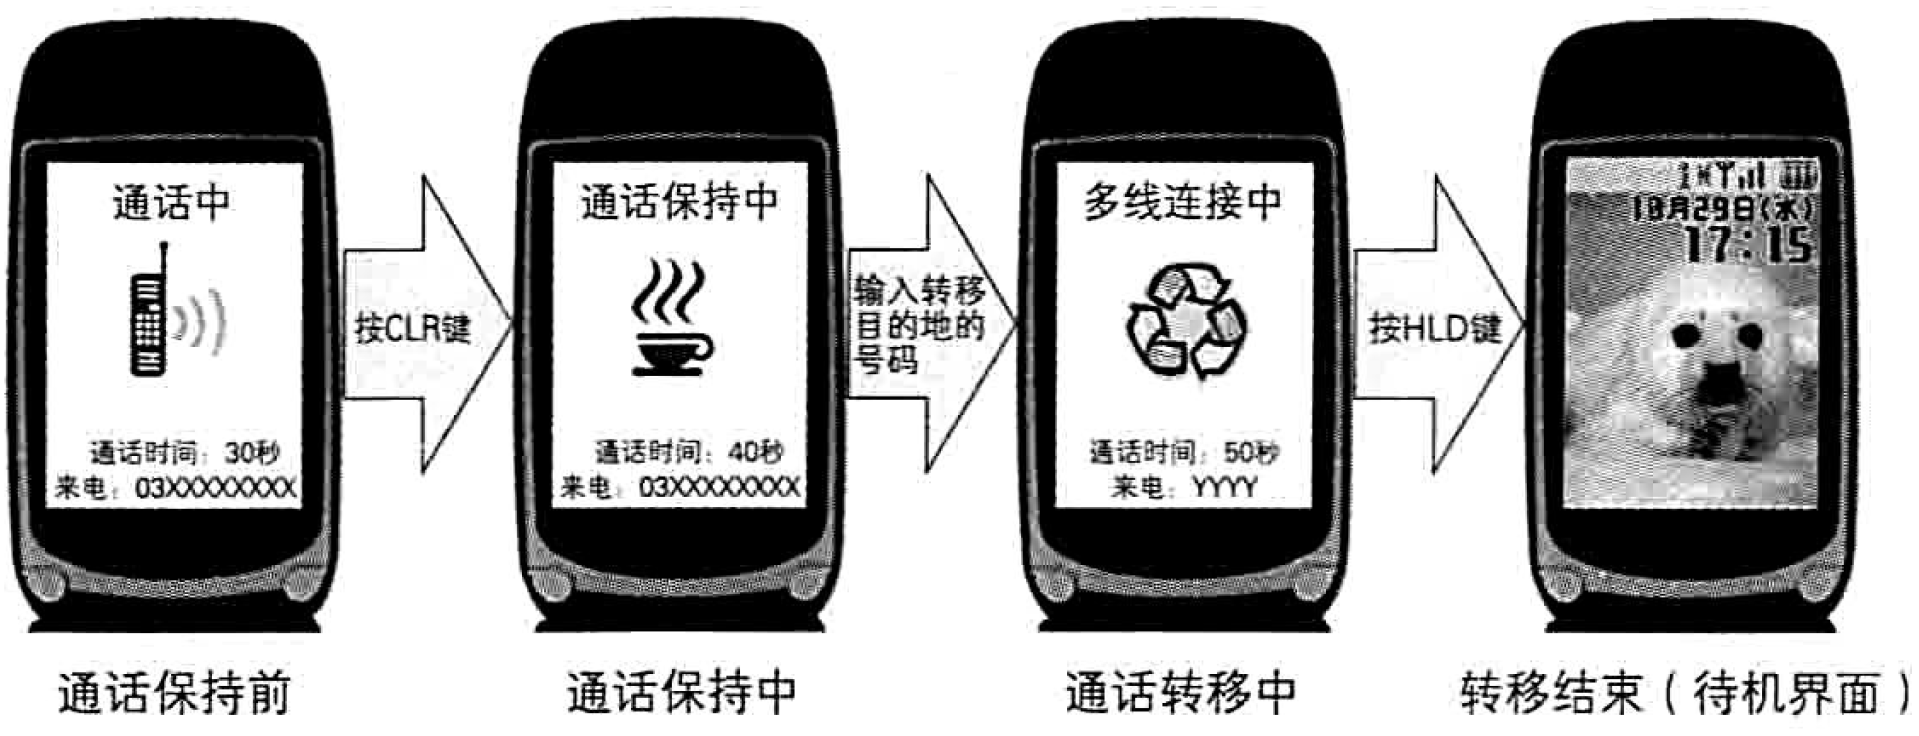 通话中
通话时间：30秒
来电：03XXXXXXXXX
通话保持前
按CLR键
通话保持中
通话时间：40秒
来电：03XXXXXXXXX
通话保持中
输入转移
目的地的
号码
多线连接中
通话时间：50秒
来电：YYYY
通话转移中
按HLD键
10月29日(水)
17:15
转移结束（待机界面）